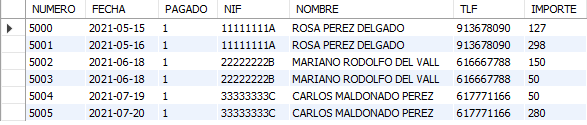 NUMERO FECHA PAGADO NIF NOMBRE TLF IMPORTE
5000 2021-05-15 1 11111111A ROSA PEREZ DELGADO 913678090 127
5001 2021-05-16 1 11111111A ROSA PEREZ DELGADO 913678090 298
5002 2021-06-18 1 22222222B MARIANO RODOLFO DEL VALL 616667788 150
5003 2021-06-18 1 22222222B MARIANO RODOLFO DEL VALL 616667788 50
5004 2021-07-19 1 33333333C CARLOS MALDONADO PEREZ 617771166 50
5005 2021-07-20 1 33333333C CARLOS MALDONADO PEREZ 617771166 280